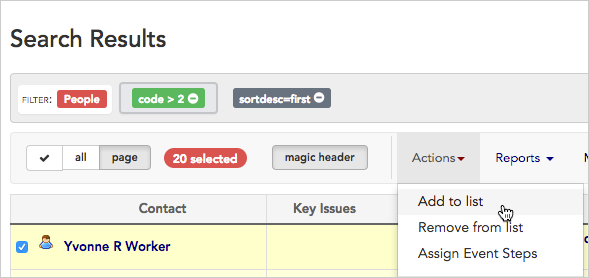 Search Results
FILTER: People code > 2 sortdesc=first
all page 20 selected magic header Actions Reports
Add to list
Contact Key Issues
Remove from list
Yvonne R Worker
Assign Event Steps